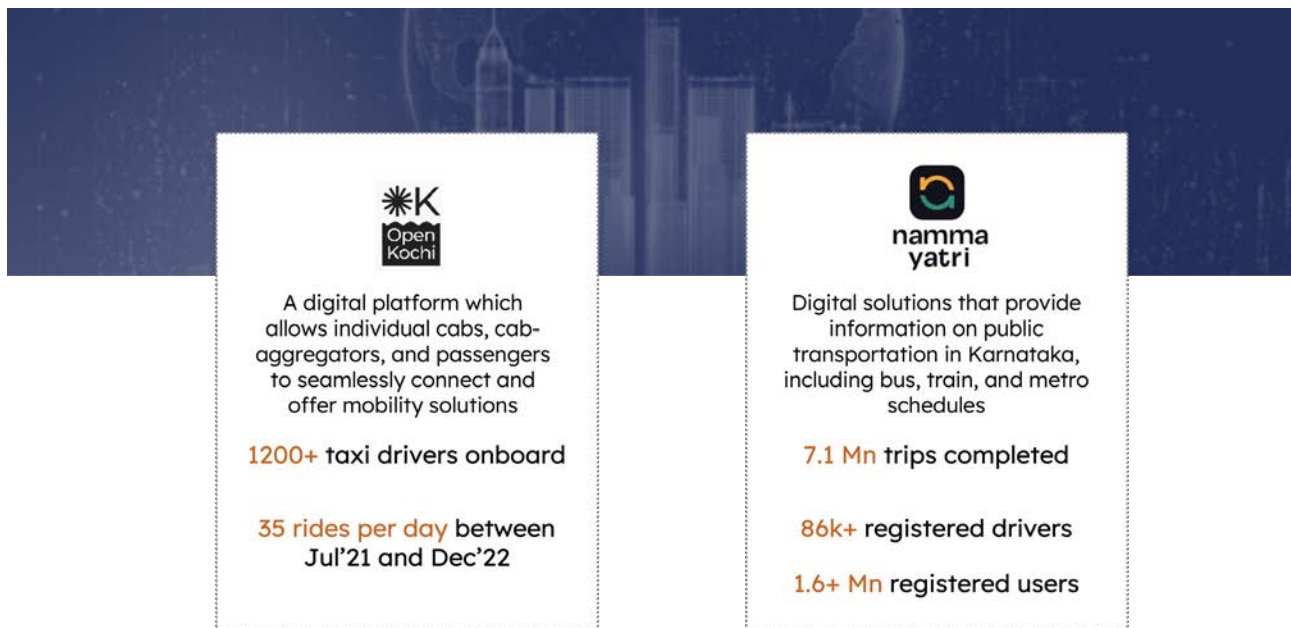 OK
Open
Kochi
A digital platform which
allows individual cabs, cab-
aggregators, and passengers
to seamlessly connect and
offer mobility solutions
1200+ taxi drivers onboard
35 rides per day between
Jul’21 and Dec’22
namma
yatri
Digital solutions that provide
information on public
transportation in Karnataka,
including bus, train, and metro
schedules
7.1 Mn trips completed
86k+ registered drivers
1.6+ Mn registered users